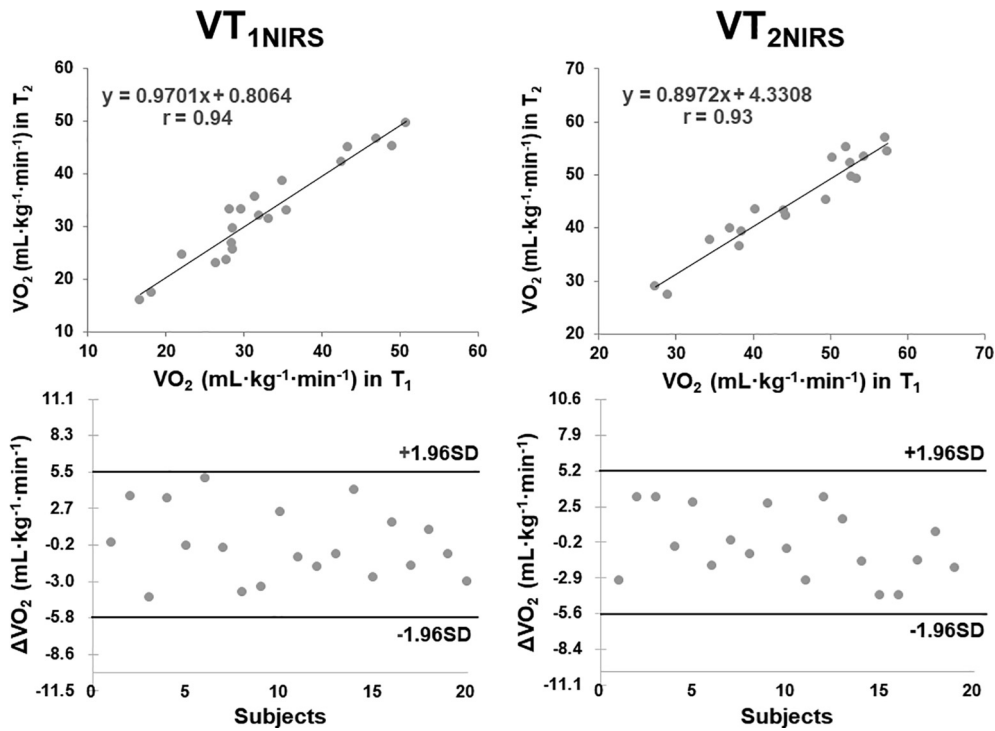 VT1NIRS
VO2 (mL·kg-1·min-1) in T2
60
50
40
30
20
10
y = 0.9701x + 0.8064
r = 0.94
10 20 30 40 50 60
VO2 (mL·kg-1·min-1) in T1
VT2NIRS
VO2 (mL·kg-1·min-1) in T2
70
60
50
40
30
20
y = 0.8972x + 4.3308
r = 0.93
20 30 40 50 60 70
VO2 (mL·kg-1·min-1) in T1
ΔVO2 (mL·kg-1·min-1)
11.1
8.3
5.5
2.7
-0.2
-3.0
-5.8
-8.6
-11.5
+1.96SD
-1.96SD
0 5 10 15 20
Subjects
ΔVO2 (mL·kg-1·min-1)
10.6
7.9
5.2
2.5
-0.2
-2.9
-5.6
-8.4
-11.1
+1.96SD
-1.96SD
0 5 10 15 20
Subjects